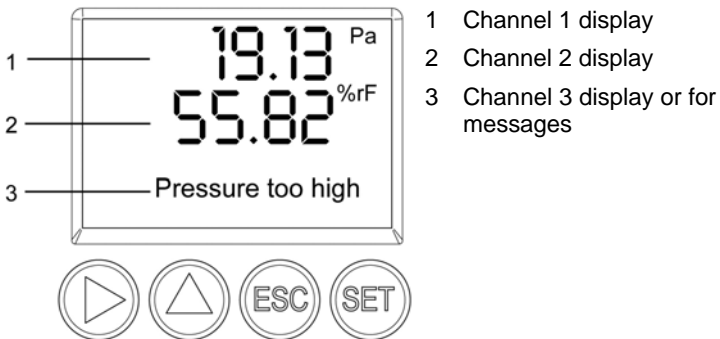 19.13 Pa
55.82 %rF
Pressure too high
1
2
3
ESC SET
1 Channel 1 display
2 Channel 2 display
3 Channel 3 display or for
messages